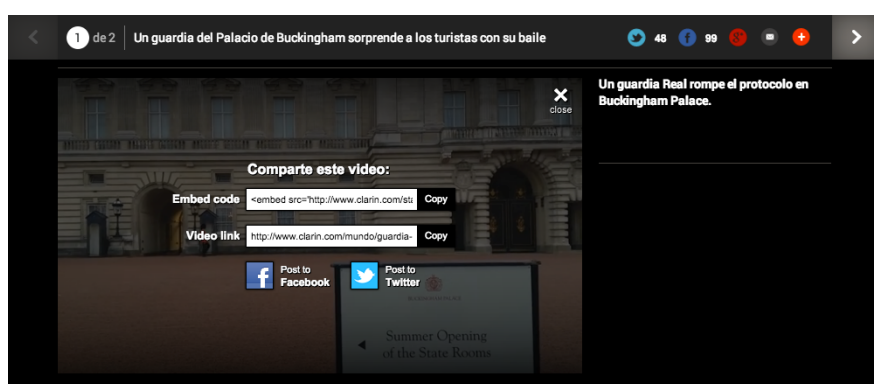 1 de 2 Un guardia del Palacio de Buckingham sorprende a los turistas con su baile 48 99
Un guardia Real rompe el protocolo en
Buckingham Palace.
close
Comparte este video:
Embed code <embed src='http://www.clarin.com/sta Copy
Video link http://www.clarin.com/mundo/guardia- Copy
Post to
Facebook
Post to
Twitter
Summer Opening
of the State Rooms